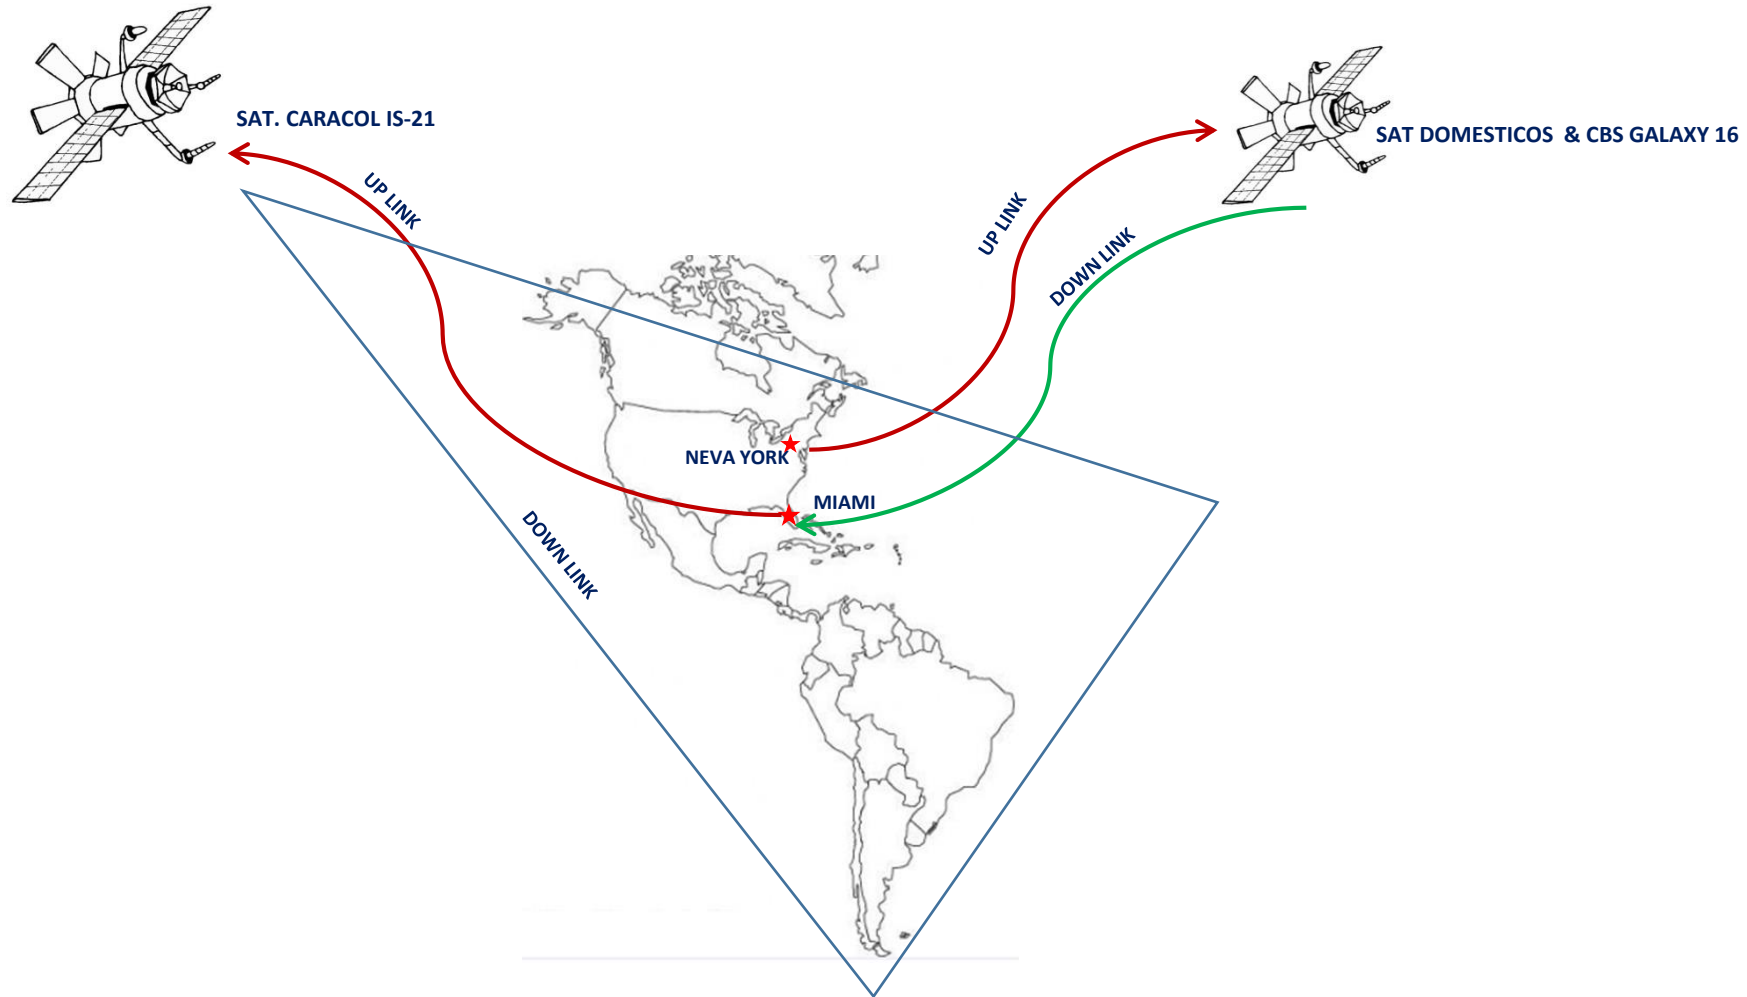 SAT. CARACOL IS-21
SAT DOMESTICOS & CBS GALAXY 16
UP LINK
UP LINK
DOWN LINK
NEVA YORK
MIAMI
DOWN LINK